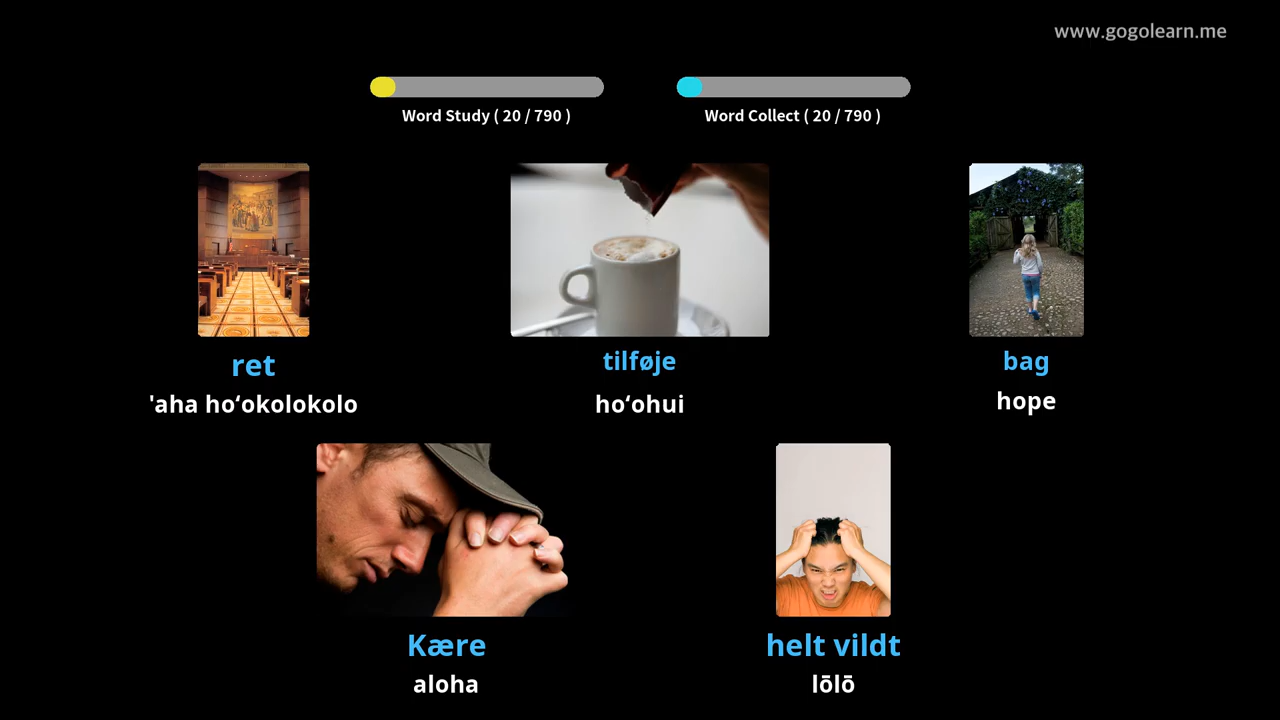 www.gogolearn.me
Word Study ( 20 / 790 )
Word Collect ( 20 / 790 )
ret
'aha hoʻokolokolo
tilføje
hoʻohui
bag
hope
Kære
aloha
helt vildt
lōlō